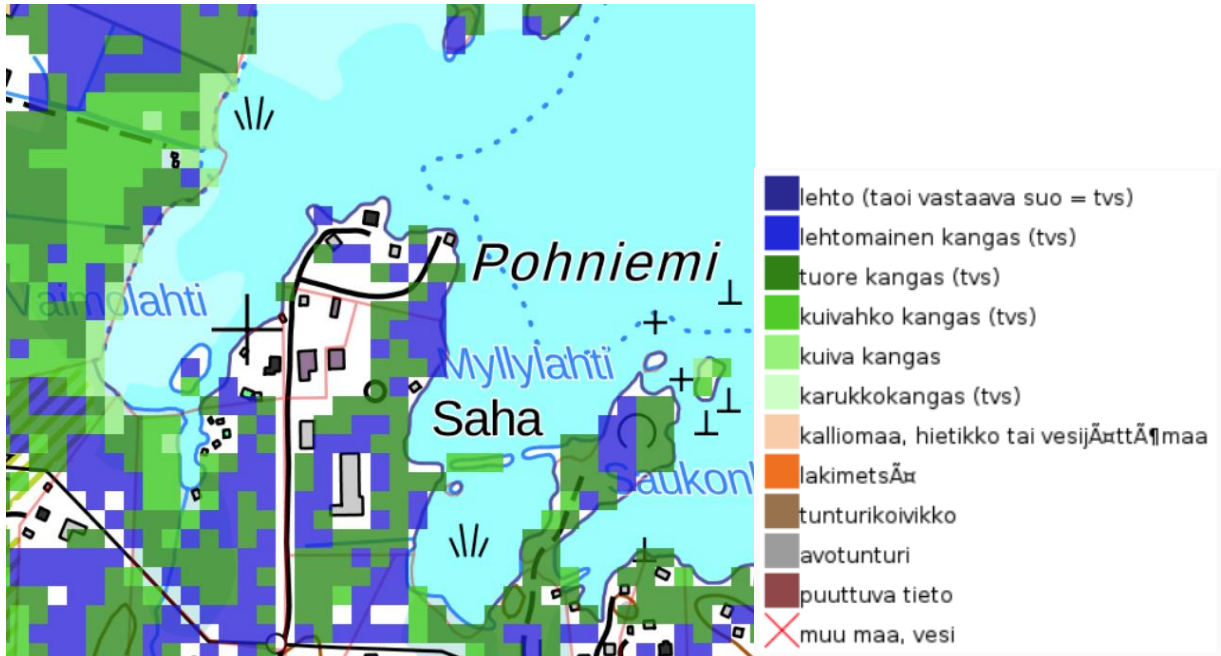 Pohniemi
Vaimolahti
Myllylahti
Saha
Saukonl
lehto (taoi vastaava suo = tvs)
lehtomainen kangas (tvs)
tuore kangas (tvs)
kuivahko kangas (tvs)
kuiva kangas
karukkokangas (tvs)
kalliomaa, hietikko tai vesijÃ¤ttÃ¶maa
lakimetsÃ¤
tunturikoivikko
avotunturi
puuttuva tieto
muu maa, vesi